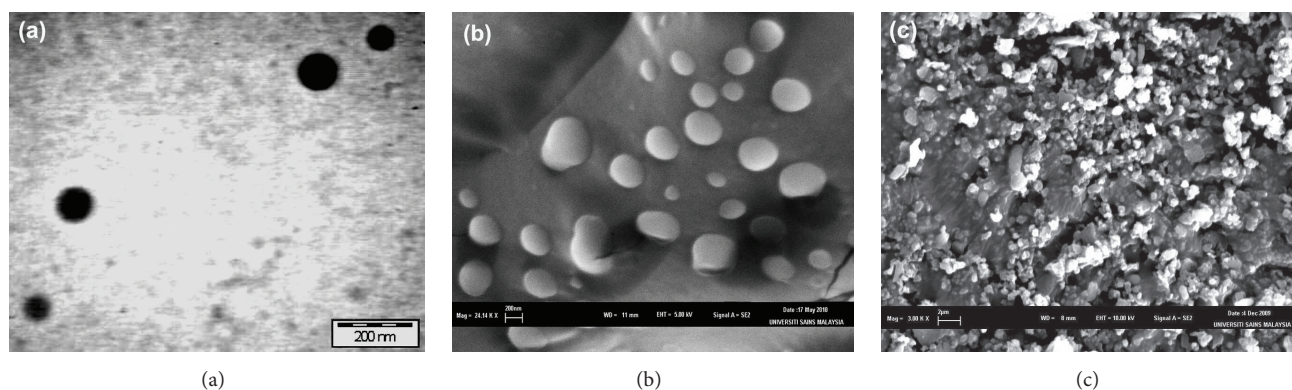 (a)
200 nm
(b)
Mag = 24.14 K X
200nm
WD = 11 mm
EHT = 5.00 kV
Signal A = SE2
Date :17 May 2010
UNIVERSITI SAINS MALAYSIA
(c)
Mag = 3.00 K X
2µm
WD = 8 mm
EHT = 10.00 kV
Signal A = SE2
Date :4 Dec 2009
UNIVERSITI SAINS MALAYSIA
(a)
(b)
(c)